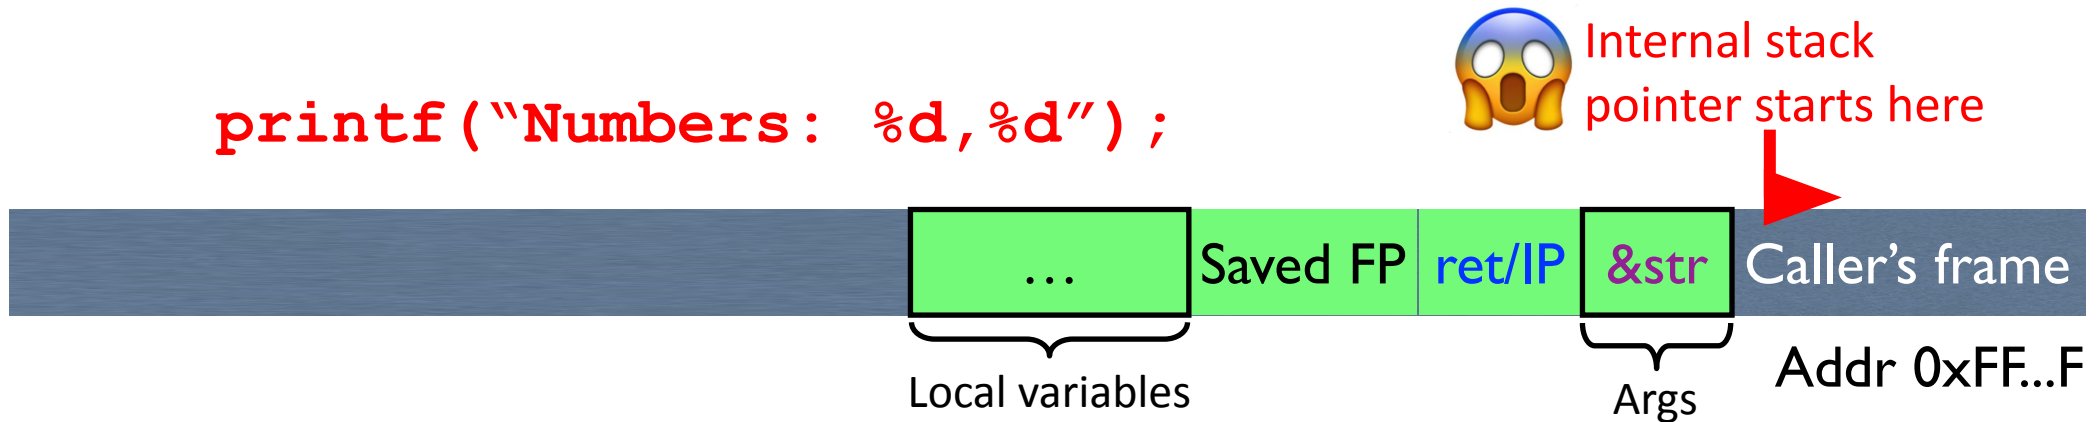 Internal stack
pointer starts here
printf(“Numbers: %d,%d”);
… Saved FP ret/IP &str Caller’s frame
Local variables Args Addr 0xFF...F